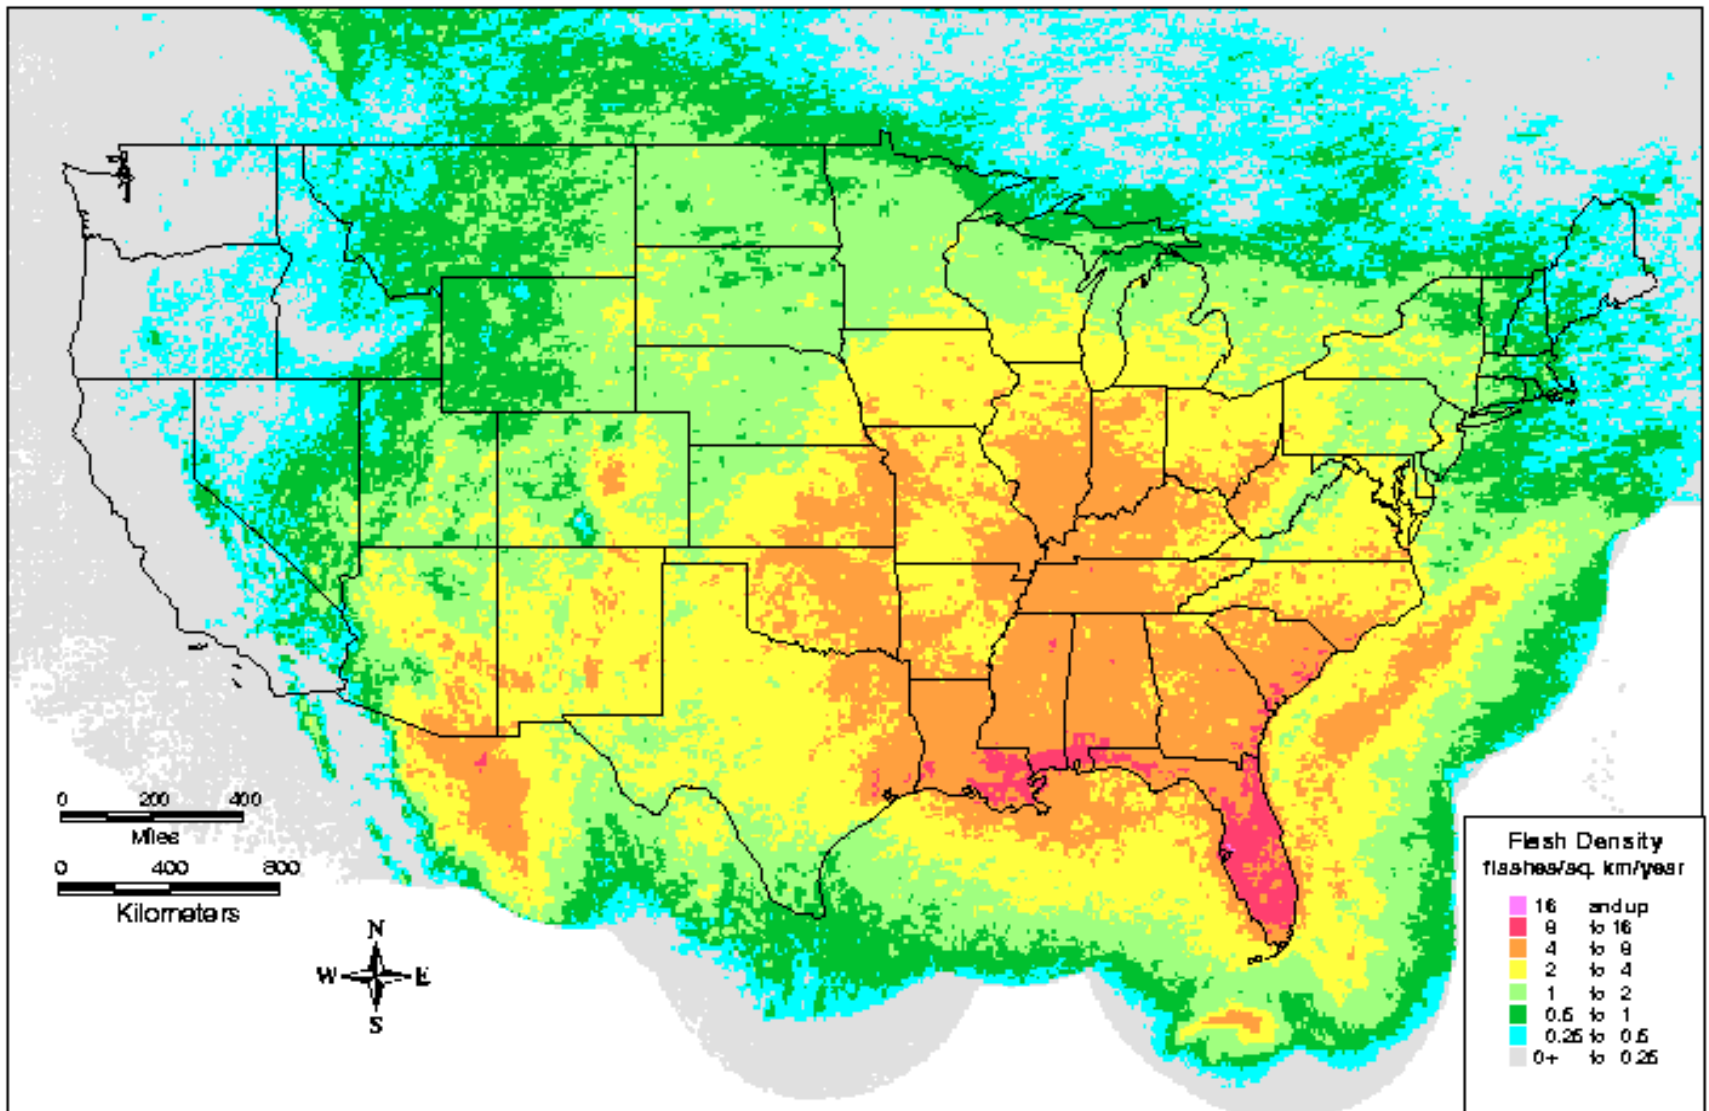 0 200 400
Miles
0 400 800
Kilometers
N
W E
S
Flash Density
flashes/sq. km/year
16 and up
8 to 16
4 to 8
2 to 4
1 to 2
0.5 to 1
0.25 to 0.5
0+ to 0.25